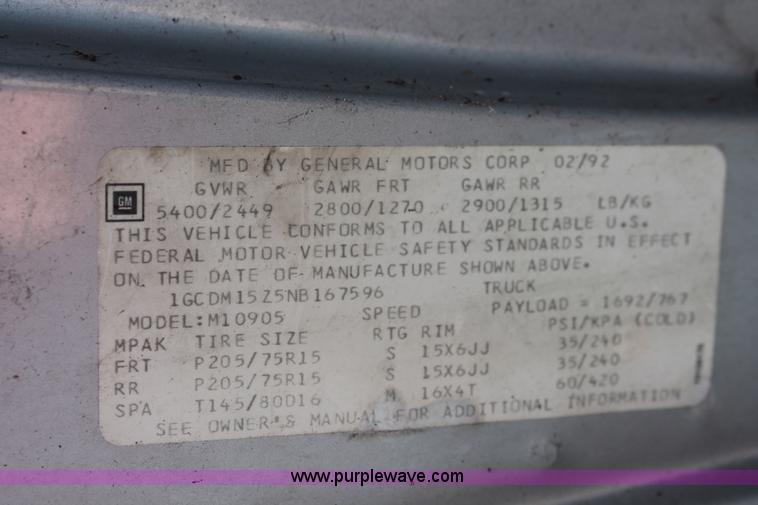 MFD BY GENERAL MOTORS CORP 02/92
GVWR GAWR FRT GAWR RR
GM 5400/2449 2800/1270 2900/1315 LB/KG
THIS VEHICLE CONFORMS TO ALL APPLICABLE U.S.
FEDERAL MOTOR VEHICLE SAFETY STANDARDS IN EFFECT
ON THE DATE OF MANUFACTURE SHOWN ABOVE.
1GCDM15Z5NB167596 TRUCK
MODEL:M10905 SPEED PAYLOAD = 1692/767
MPAK TIRE SIZE RTG RIM PSI/KPA (COLD)
FRT P205/75R15 S 15X6JJ 35/240
RR P205/75R15 S 15X6JJ 35/240
SPA T145/80D16 M 16X4T 60/420
SEE OWNER'S MANUAL FOR ADDITIONAL INFORMATION
www.purplewave.com